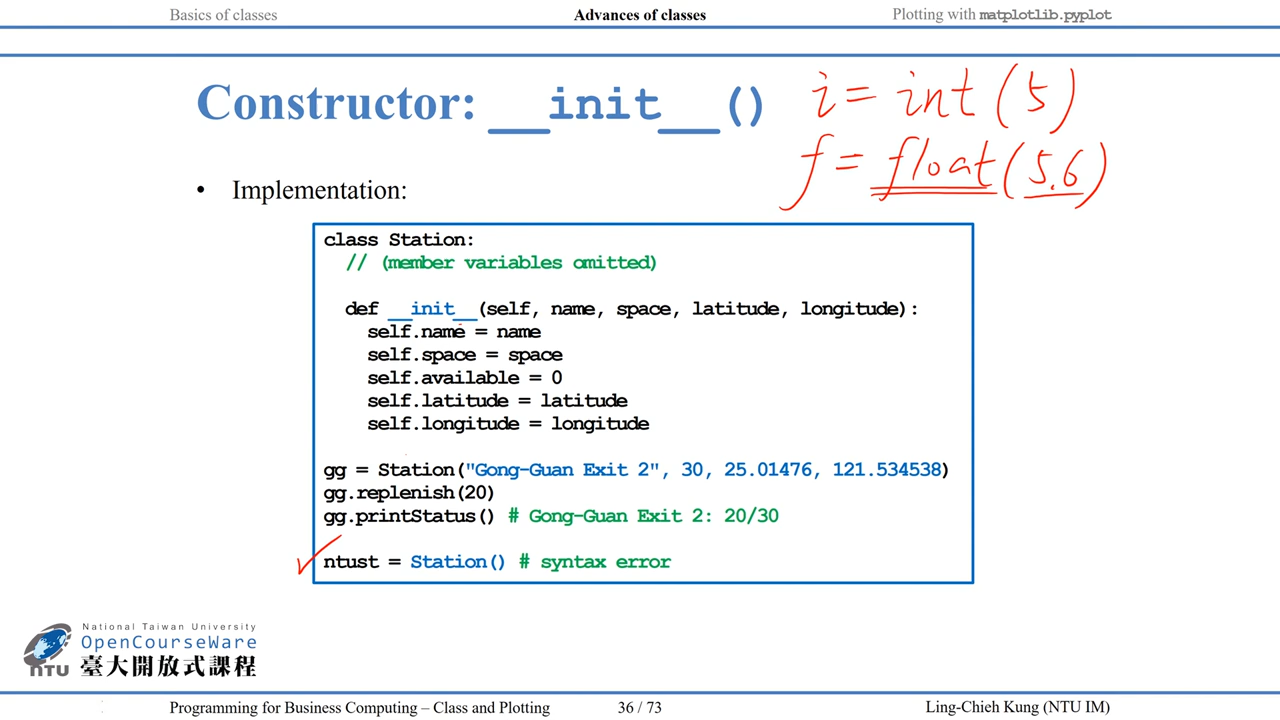 Basics of classes
Advances of classes
Plotting with matplotlib.pyplot
Constructor: __init__()
i = int(5)
f = float(5.6)
• Implementation:
class Station:
// (member variables omitted)
def __init__(self, name, space, latitude, longitude):
self.name = name
self.space = space
self.available = 0
self.latitude = latitude
self.longitude = longitude
gg = Station("Gong-Guan Exit 2", 30, 25.01476, 121.534538)
gg.replenish(20)
gg.printStatus() # Gong-Guan Exit 2: 20/30
ntust = Station() # syntax error
National Taiwan University
OpenCourseWare
NTU 臺大開放式課程
Programming for Business Computing – Class and Plotting
36 / 73
Ling-Chieh Kung (NTU IM)